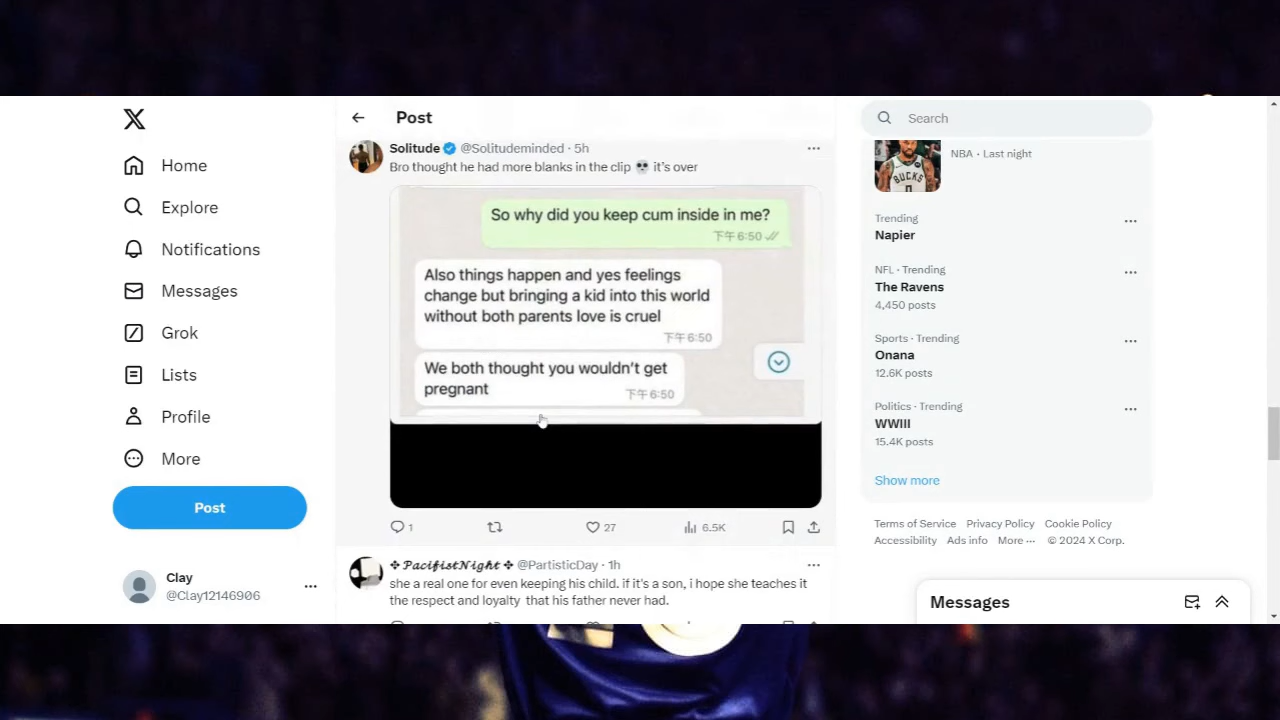 Home
Explore
Notifications
Messages
Grok
Lists
Profile
More
Post
Clay
@Clay12146906
Post
Solitude @Solitudeminded · 5h
Bro thought he had more blanks in the clip 💀 it's over
So why did you keep cum inside in me?
下午6:50
Also things happen and yes feelings
change but bringing a kid into this world
without both parents love is cruel
下午6:50
We both thought you wouldn't get
pregnant
下午6:50
1
27
6.5K
✣ 𝓟𝓪𝓬𝓲𝓯𝓲𝓼𝓽𝓝𝓲𝓰𝓱𝓽 ✣ @PartisticDay · 1h
she a real one for even keeping his child. if it's a son, i hope she teaches it
the respect and loyalty that his father never had.
Search
BUCKS
NBA · Last night
Trending
Napier
NFL · Trending
The Ravens
4,450 posts
Sports · Trending
Onana
12.6K posts
Politics · Trending
WWIII
15.4K posts
Show more
Terms of Service Privacy Policy Cookie Policy
Accessibility Ads info More ··· © 2024 X Corp.
Messages